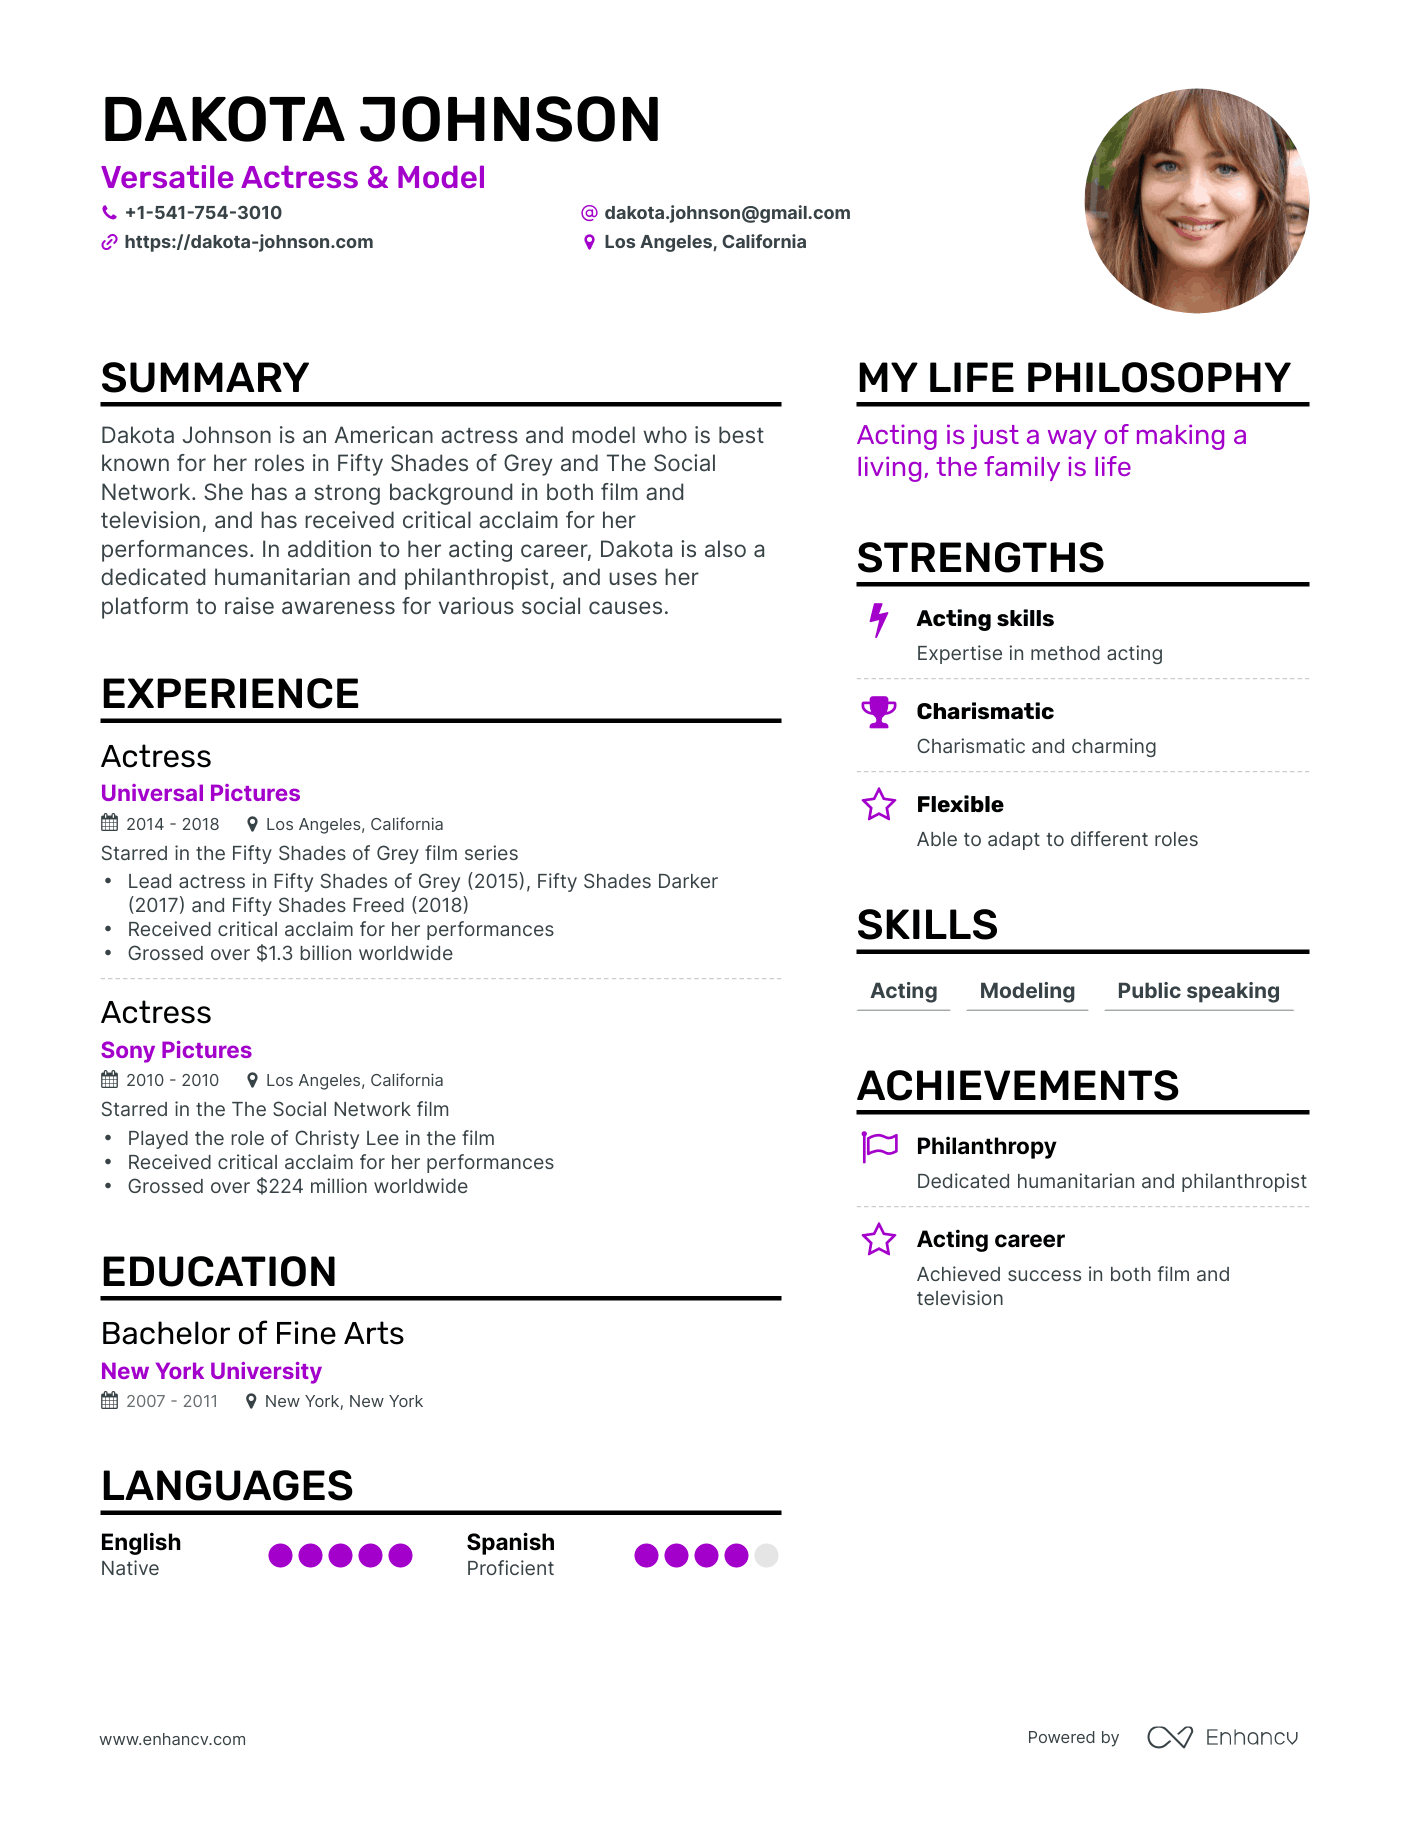 DAKOTA JOHNSON
Versatile Actress & Model
+1-541-754-3010
dakota.johnson@gmail.com
https://dakota-johnson.com
Los Angeles, California
SUMMARY
Dakota Johnson is an American actress and model who is best
known for her roles in Fifty Shades of Grey and The Social
Network. She has a strong background in both film and
television, and has received critical acclaim for her
performances. In addition to her acting career, Dakota is also a
dedicated humanitarian and philanthropist, and uses her
platform to raise awareness for various social causes.
EXPERIENCE
Actress
Universal Pictures
2014 - 2018 Los Angeles, California
Starred in the Fifty Shades of Grey film series
• Lead actress in Fifty Shades of Grey (2015), Fifty Shades Darker
(2017) and Fifty Shades Freed (2018)
• Received critical acclaim for her performances
• Grossed over $1.3 billion worldwide
Actress
Sony Pictures
2010 - 2010 Los Angeles, California
Starred in the The Social Network film
• Played the role of Christy Lee in the film
• Received critical acclaim for her performances
• Grossed over $224 million worldwide
EDUCATION
Bachelor of Fine Arts
New York University
2007 - 2011 New York, New York
LANGUAGES
English
Native
Spanish
Proficient
MY LIFE PHILOSOPHY
Acting is just a way of making a
living, the family is life
STRENGTHS
Acting skills
Expertise in method acting
Charismatic
Charismatic and charming
Flexible
Able to adapt to different roles
SKILLS
Acting Modeling Public speaking
ACHIEVEMENTS
Philanthropy
Dedicated humanitarian and philanthropist
Acting career
Achieved success in both film and
television
www.enhancv.com
Powered by Enhancv